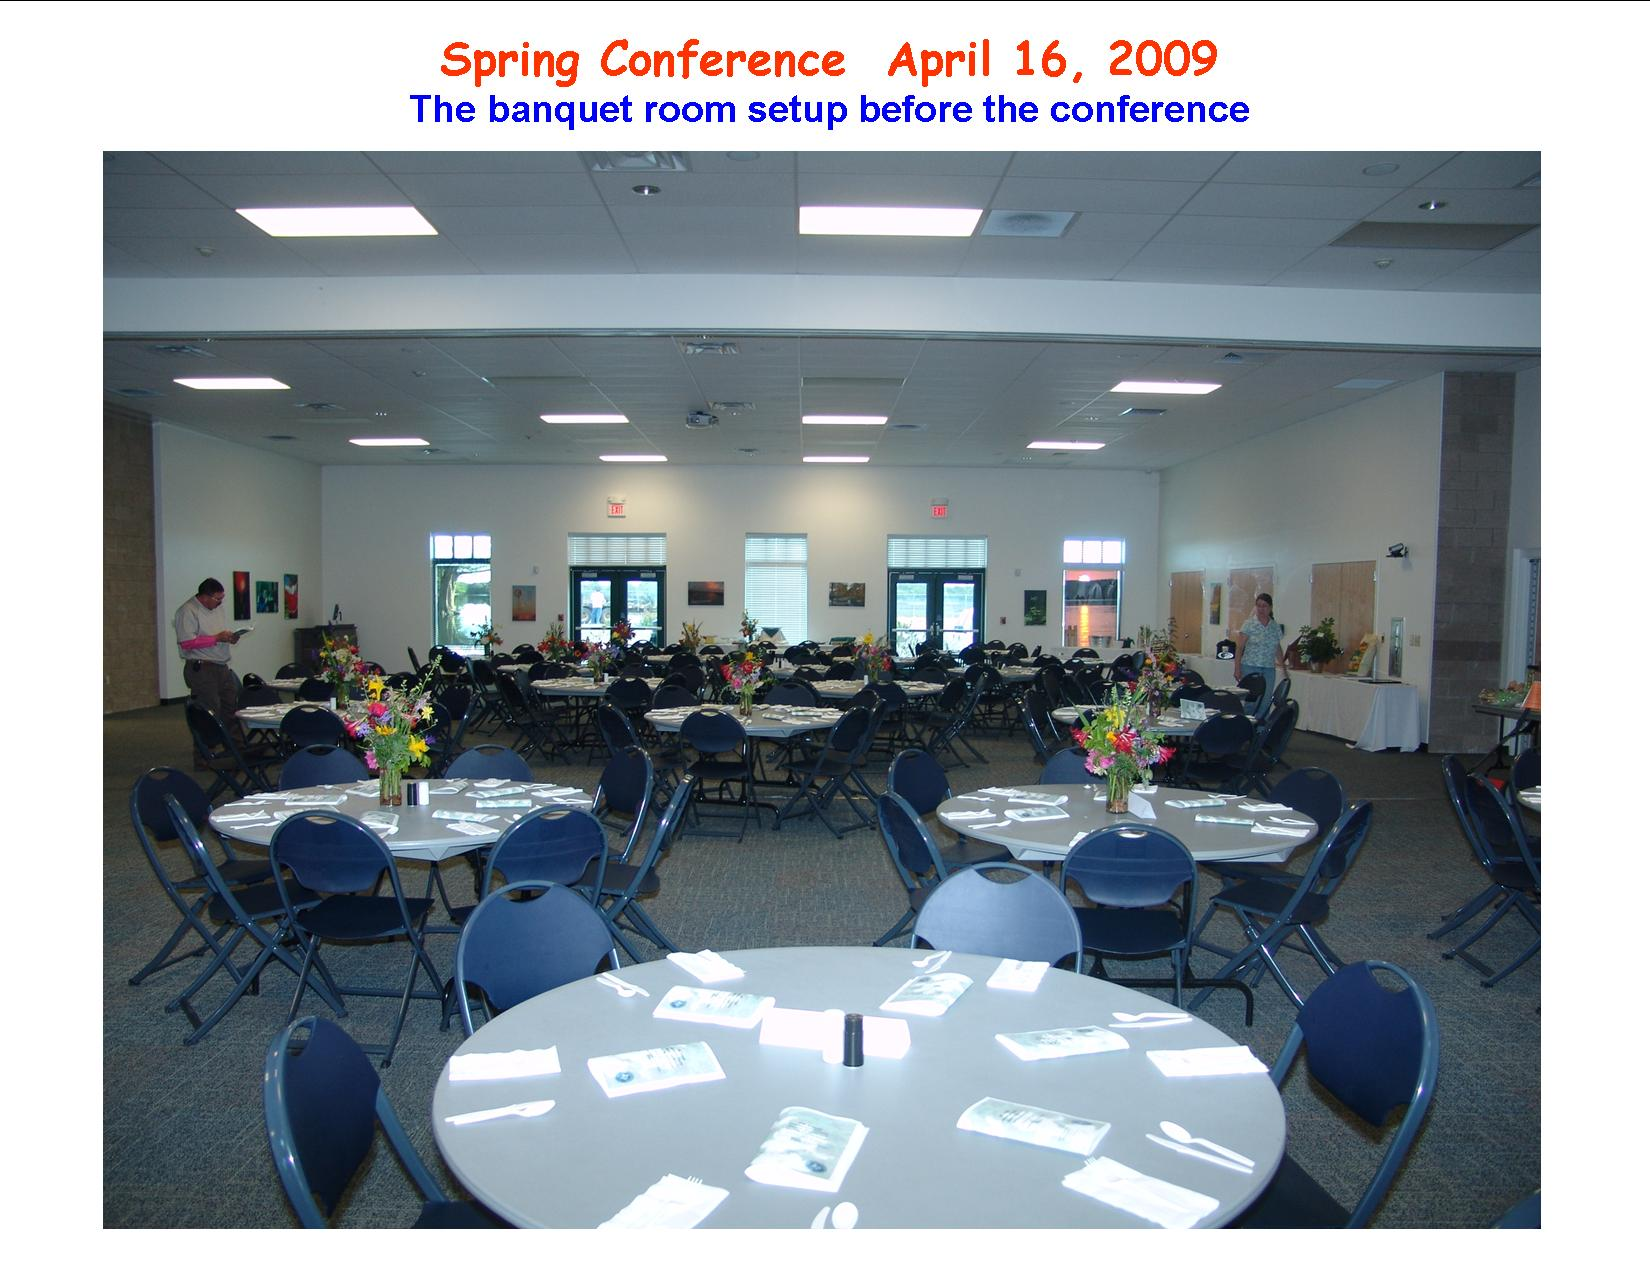 Spring Conference April 16, 2009
The banquet room setup before the conference
EXIT
EXIT